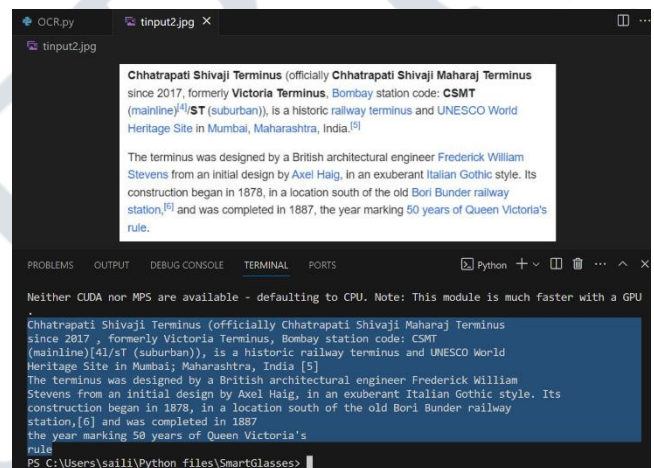 OCR.py tinput2.jpg ✕ ...
tinput2.jpg
Chhatrapati Shivaji Terminus (officially Chhatrapati Shivaji Maharaj Terminus
since 2017, formerly Victoria Terminus, Bombay station code: CSMT
(mainline)[4]/ST (suburban)), is a historic railway terminus and UNESCO World
Heritage Site in Mumbai, Maharashtra, India.[5]
The terminus was designed by a British architectural engineer Frederick William
Stevens from an initial design by Axel Haig, in an exuberant Italian Gothic style. Its
construction began in 1878, in a location south of the old Bori Bunder railway
station,[6] and was completed in 1887, the year marking 50 years of Queen Victoria's
rule.
PROBLEMS OUTPUT DEBUG CONSOLE TERMINAL PORTS Python + ... ✕
Neither CUDA nor MPS are available - defaulting to CPU. Note: This module is much faster with a GPU
.
Chhatrapati Shivaji Terminus (officially Chhatrapati Shivaji Maharaj Terminus
since 2017 , formerly Victoria Terminus, Bombay station code: CSMT
(mainline)[41/sT (suburban)), is a historic railway terminus and UNESCO World
Heritage Site in Mumbai; Maharashtra, India [5]
The terminus was designed by a British architectural engineer Frederick William
Stevens from an initial design by Axel Haig, in an exuberant Italian Gothic style. Its
construction began in 1878, in a location south of the old Bori Bunder railway
station,[6] and was completed in 1887
the year marking 50 years of Queen Victoria's
rule
PS C:\Users\saili\Python files\SmartGlasses>